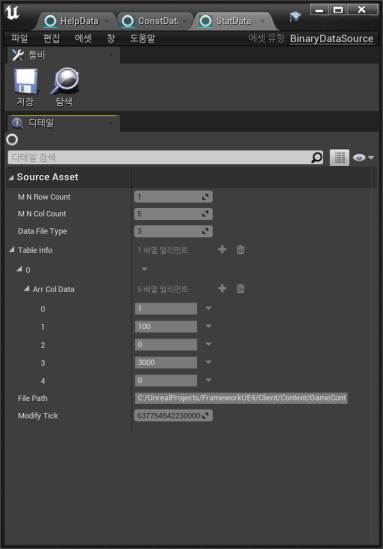 HelpData
ConstDat
StatData
파일 편집 에셋 창 도움말 에셋 유형: BinaryDataSource
툴바
저장 탐색
디테일
디테일 검색
Source Asset
M N Row Count 1
M N Col Count 5
Data File Type 3
Table Info 1 배열 엘리먼트
0
Arr Col Data 5 배열 엘리먼트
0 1
1 100
2 0
3 3000
4 0
File Path C:/UnrealProjects/FrameworkUE4/Client/Content/GameCont
Modify Tick 637754542230000